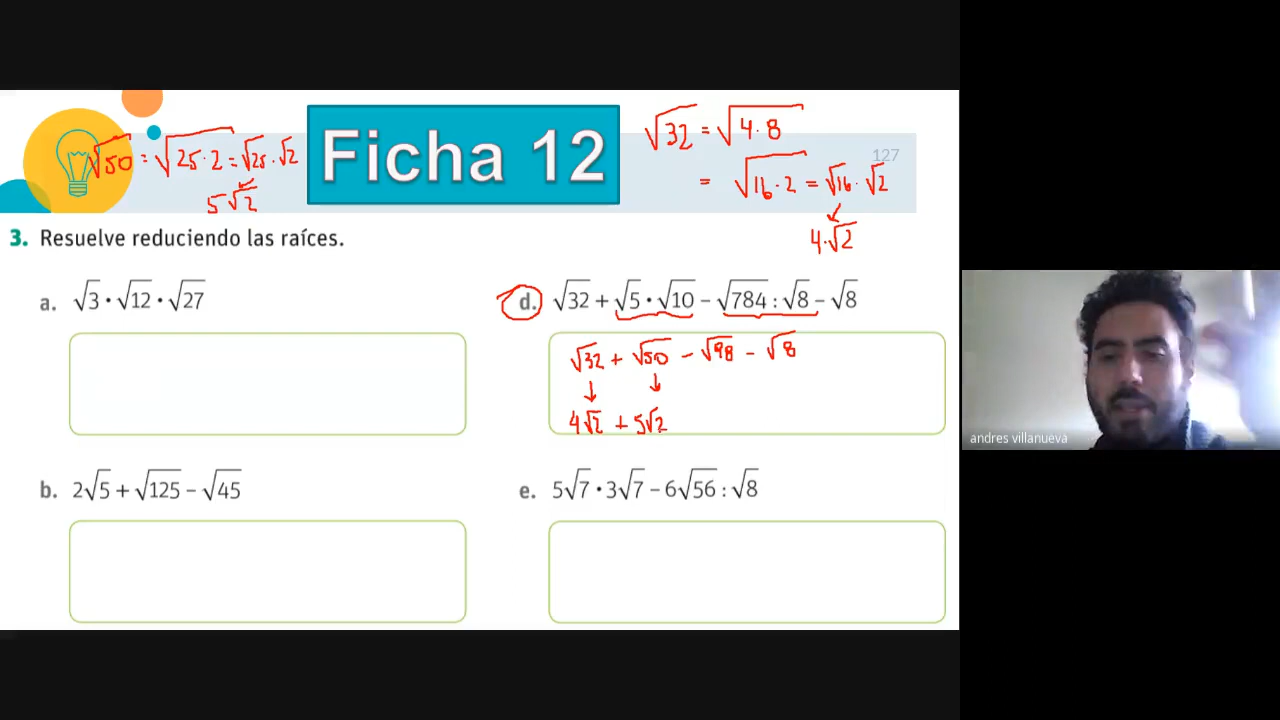 √50 = √25·2 = √25·√2
5√2
Ficha 12
√32 = √4·8
= √16·2 = √16·√2
4·√2
127
3. Resuelve reduciendo las raíces.
a. √3 · √12 · √27
d. √32 + √5 · √10 − √784 : √8 − √8
√32 + √50 − √98 − √8
4√2 + 5√2
b. 2√5 + √125 − √45
e. 5√7 · 3√7 − 6√56 : √8
andres villanueva